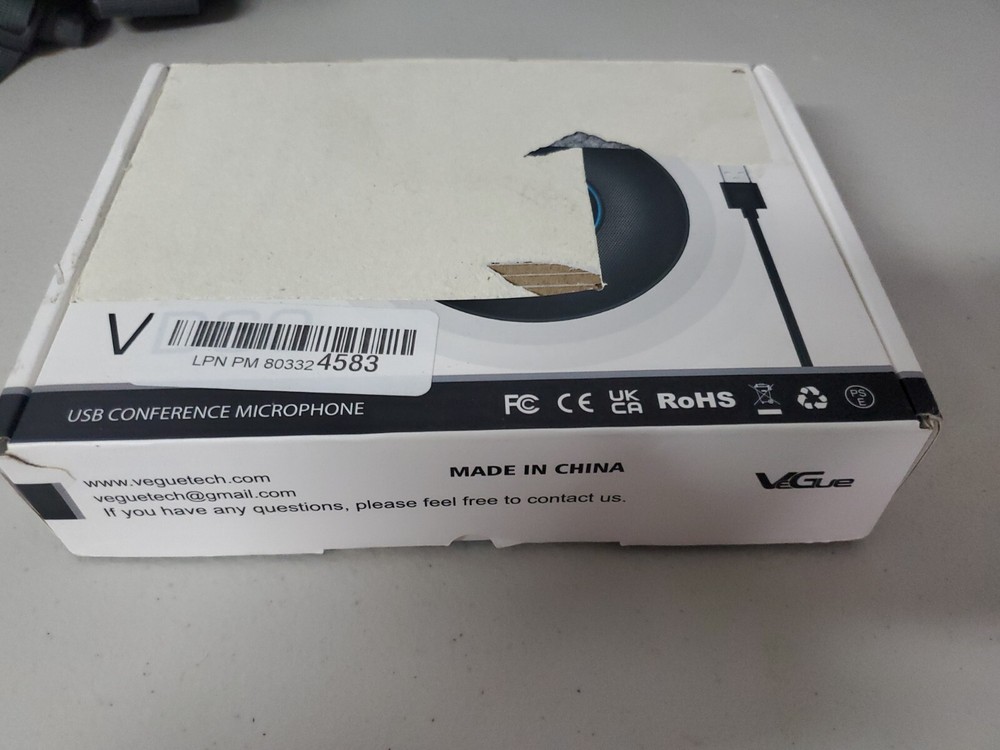 V
LPN PM 803324583
USB CONFERENCE MICROPHONE
FC CE UK CA RoHS PS E
www.veguetech.com
veguetech@gmail.com
If you have any questions, please feel free to contact us.
MADE IN CHINA
VeGue